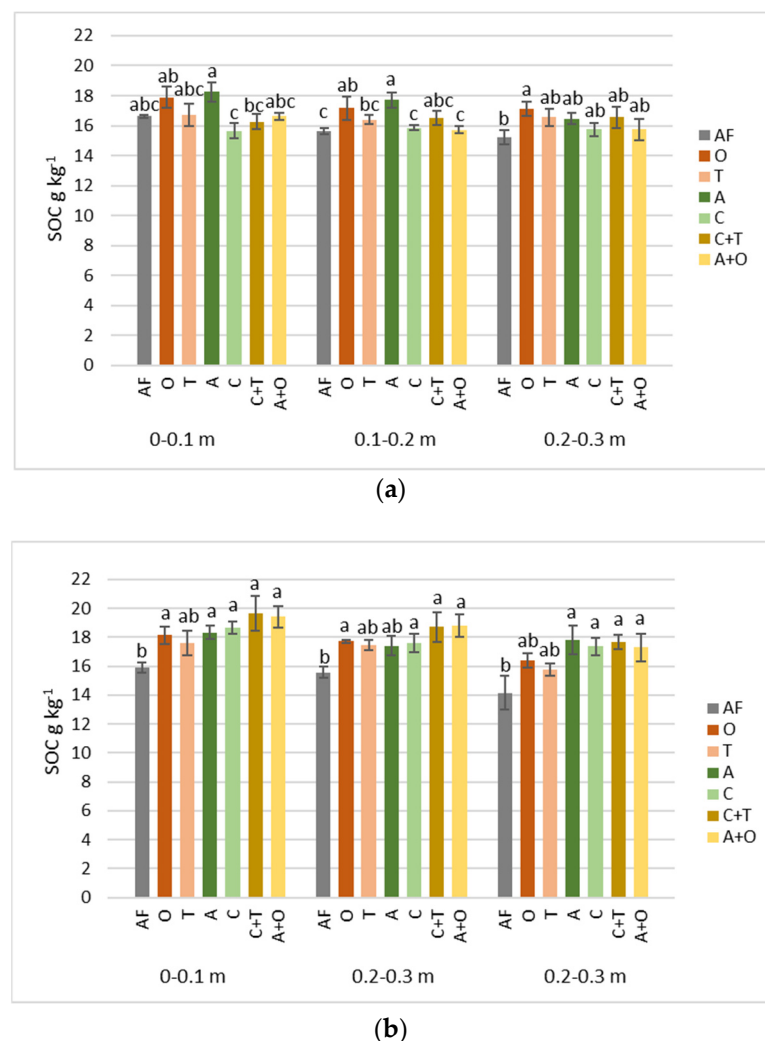 22
20
18
16
14
12
10
8
6
4
2
0
SOC g kg-1
abc ab abc a c bc abc
c ab bc a c abc c
b a ab ab ab ab ab
AF O T A C C+T A+O
AF O T A C C+T A+O
AF O T A C C+T A+O
0-0.1 m 0.1-0.2 m 0.2-0.3 m
AF
O
T
A
C
C+T
A+O
(a)
22
20
18
16
14
12
10
8
6
4
2
0
SOC g kg-1
b a ab a a a a
b a ab ab a a a
b ab ab a a a a
AF O T A C C+T A+O
AF O T A C C+T A+O
AF O T A C C+T A+O
0-0.1 m 0.2-0.3 m 0.2-0.3 m
AF
O
T
A
C
C+T
A+O
(b)